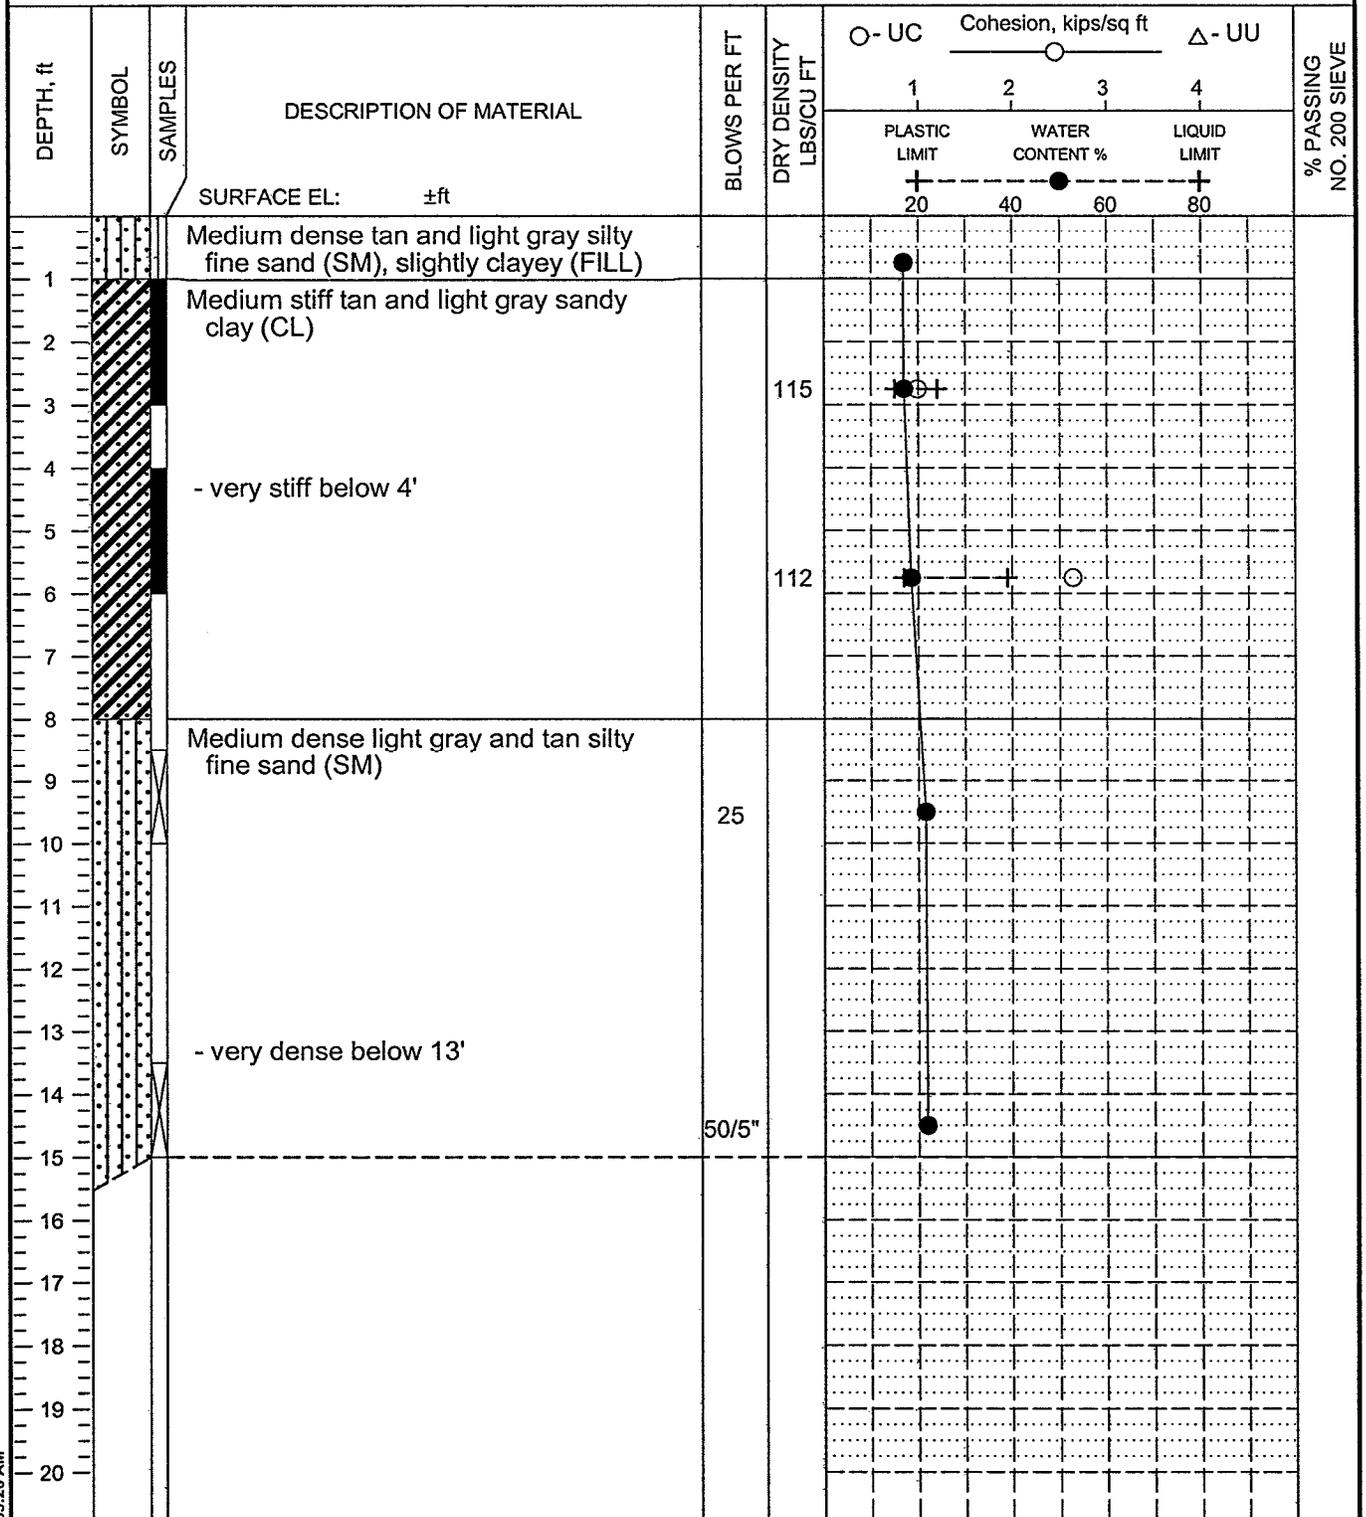 DEPTH, ft
SYMBOL
SAMPLES
DESCRIPTION OF MATERIAL
SURFACE EL: ±ft
BLOWS PER FT
DRY DENSITY
LBS/CU FT
- UC
Cohesion, kips/sq ft
- UU
1 2 3 4
PLASTIC LIMIT
WATER CONTENT %
LIQUID LIMIT
20 40 60 80
% PASSING
NO. 200 SIEVE
Medium dense tan and light gray silty
fine sand (SM), slightly clayey (FILL)
1
Medium stiff tan and light gray sandy
clay (CL)
2
115
3
4
- very stiff below 4'
5
112
6
7
8
Medium dense light gray and tan silty
fine sand (SM)
9
25
10
11
12
13
- very dense below 13'
14
50/5"
15
16
17
18
19
20